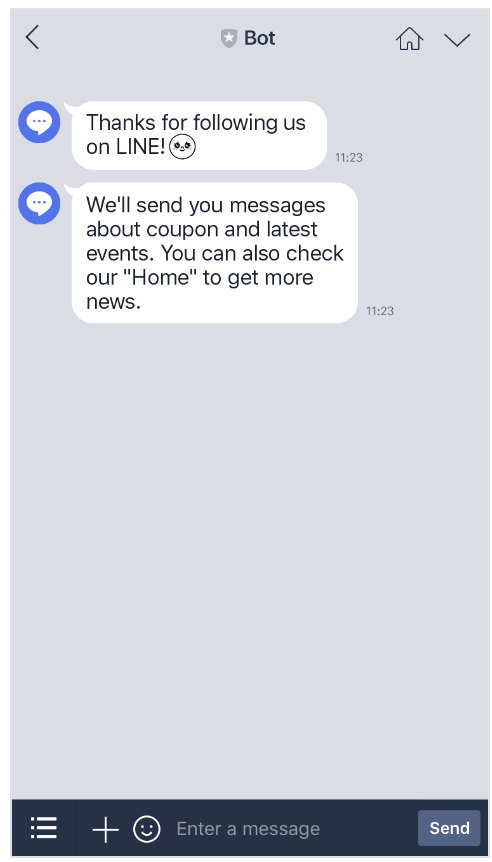 Bot
Thanks for following us
on LINE!
11:23
We'll send you messages
about coupon and latest
events. You can also check
our "Home" to get more
news.
11:23
Enter a message
Send